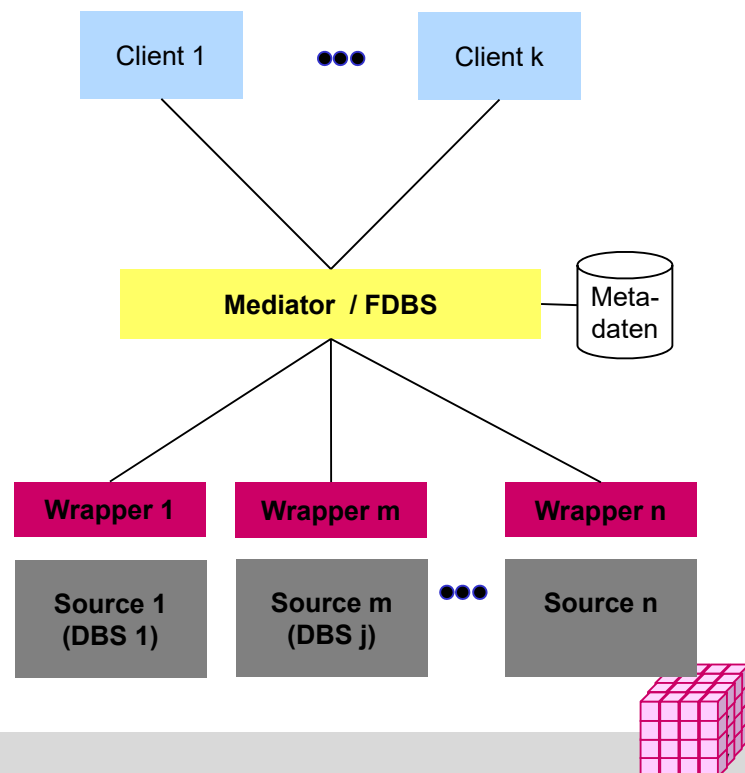 Client 1
Client k
Mediator / FDBS
Meta-
daten
Wrapper 1
Wrapper m
Wrapper n
Source 1
(DBS 1)
Source m
(DBS j)
Source n